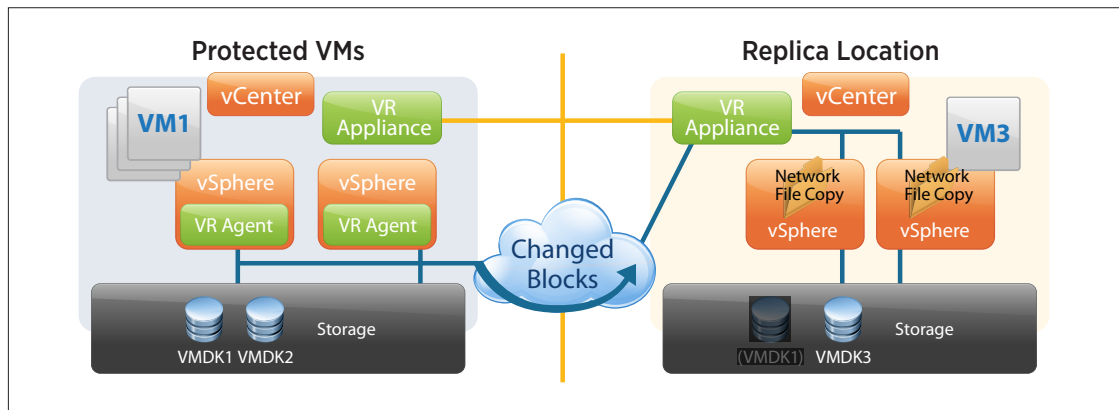 Protected VMs
Replica Location
vCenter
VR
Appliance
VM1
vSphere
VR Agent
vSphere
VR Agent
VR
Appliance
vCenter
VM3
Network
File Copy
vSphere
Network
File Copy
vSphere
Changed
Blocks
Storage
VMDK1
VMDK2
(VMDK1)
VMDK3
Storage